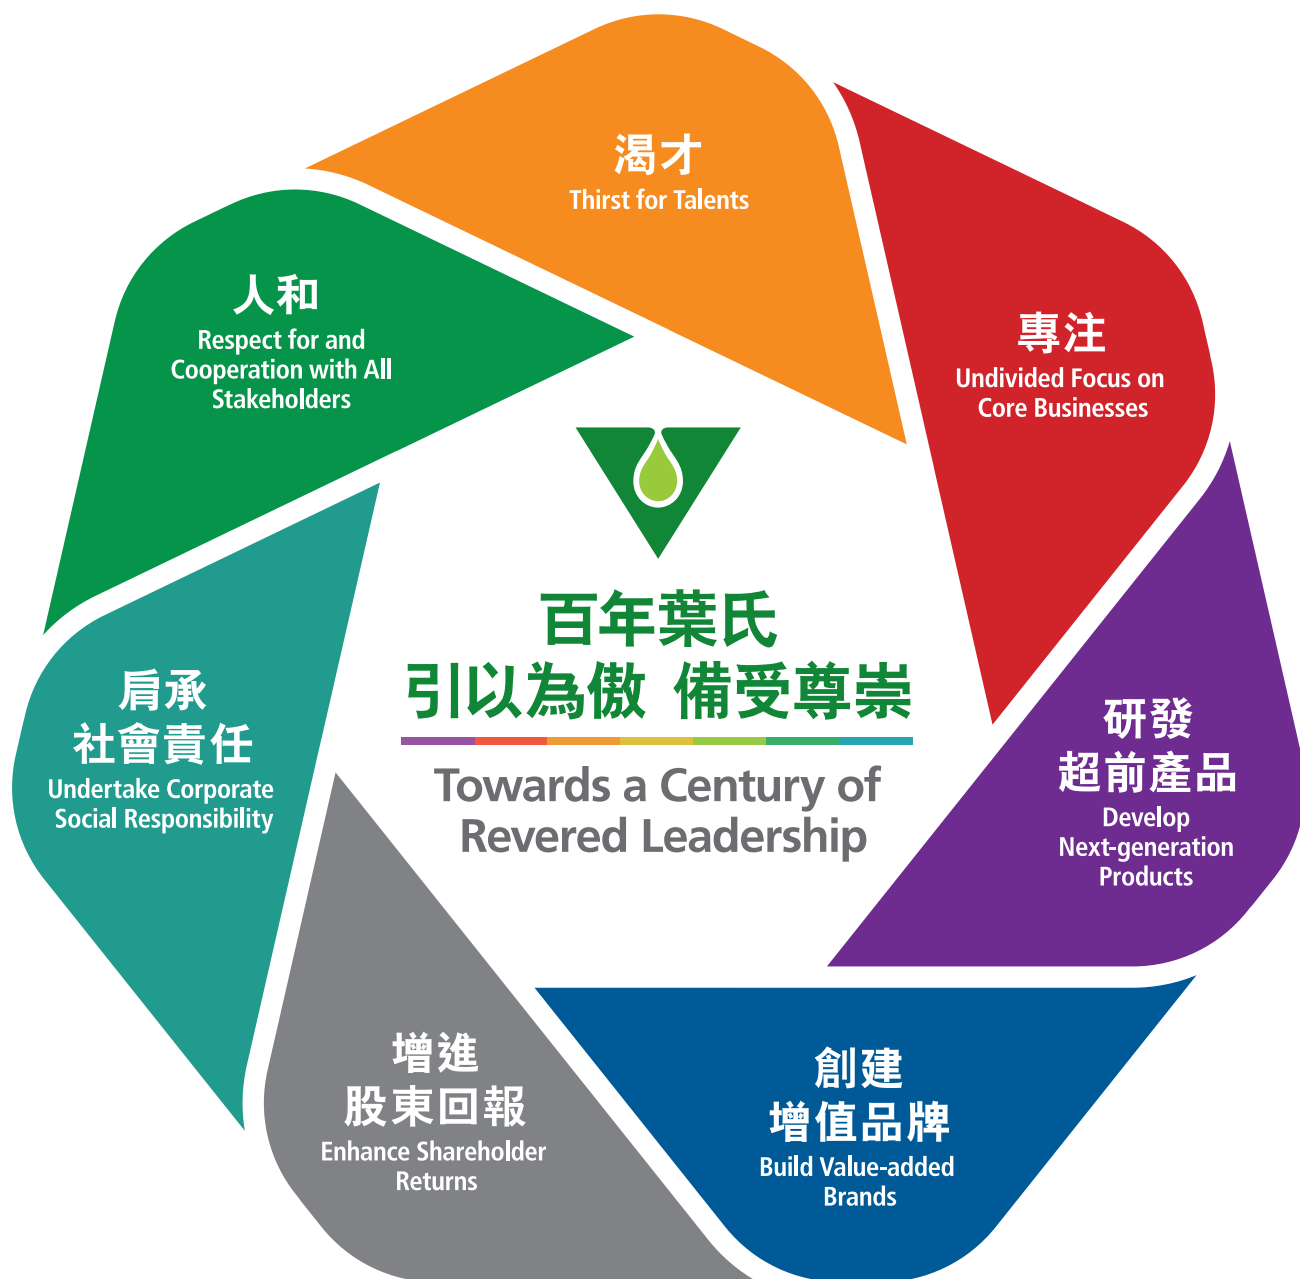 渴才
Thirst for Talents
專注
Undivided Focus on
Core Businesses
研發
超前產品
Develop
Next-generation
Products
創建
增值品牌
Build Value-added
Brands
增進
股東回報
Enhance Shareholder
Returns
肩承
社會責任
Undertake Corporate
Social Responsibility
人和
Respect for and
Cooperation with All
Stakeholders
百年葉氏
引以為傲 備受尊崇
Towards a Century of
Revered Leadership